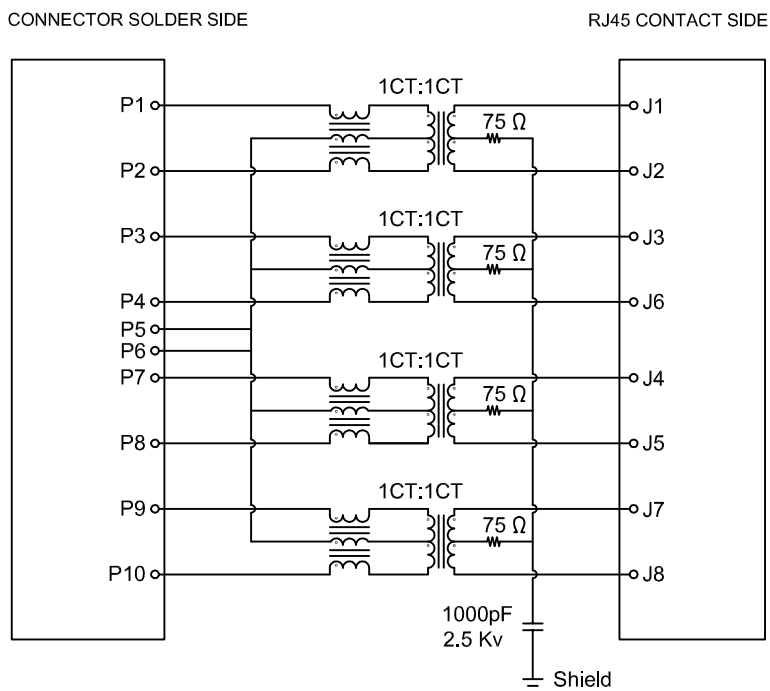 CONNECTOR SOLDER SIDE
RJ45 CONTACT SIDE
1CT:1CT
P1
75 Ω
J1
P2
J2
1CT:1CT
P3
75 Ω
J3
P4
J6
P5
P6
1CT:1CT
P7
75 Ω
J4
P8
J5
1CT:1CT
P9
75 Ω
J7
P10
J8
1000pF
2.5 Kv
Shield